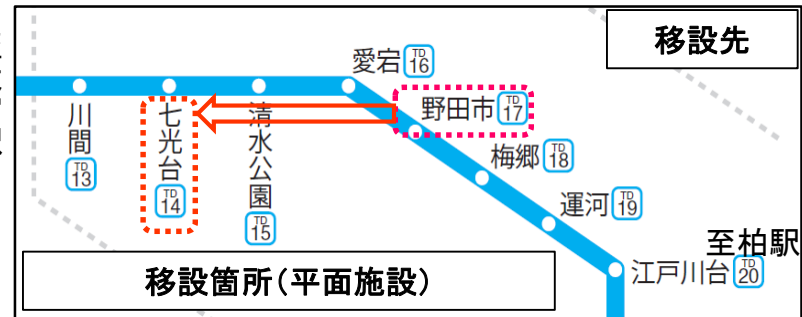 移設先
愛宕 TD 16
野田市 TD 17
梅郷 TD 18
運河 TD 19
至柏駅
江戸川台 TD 20
川間 TD 13
七光台 TD 14
清水公園 TD 15
移設箇所(平面施設)